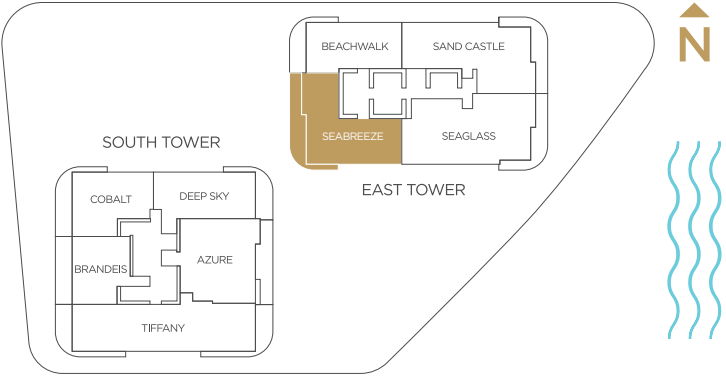 N
BEACHWALK
SAND CASTLE
SEABREEZE
SEAGLASS
EAST TOWER
SOUTH TOWER
COBALT
DEEP SKY
BRANDEIS
AZURE
TIFFANY